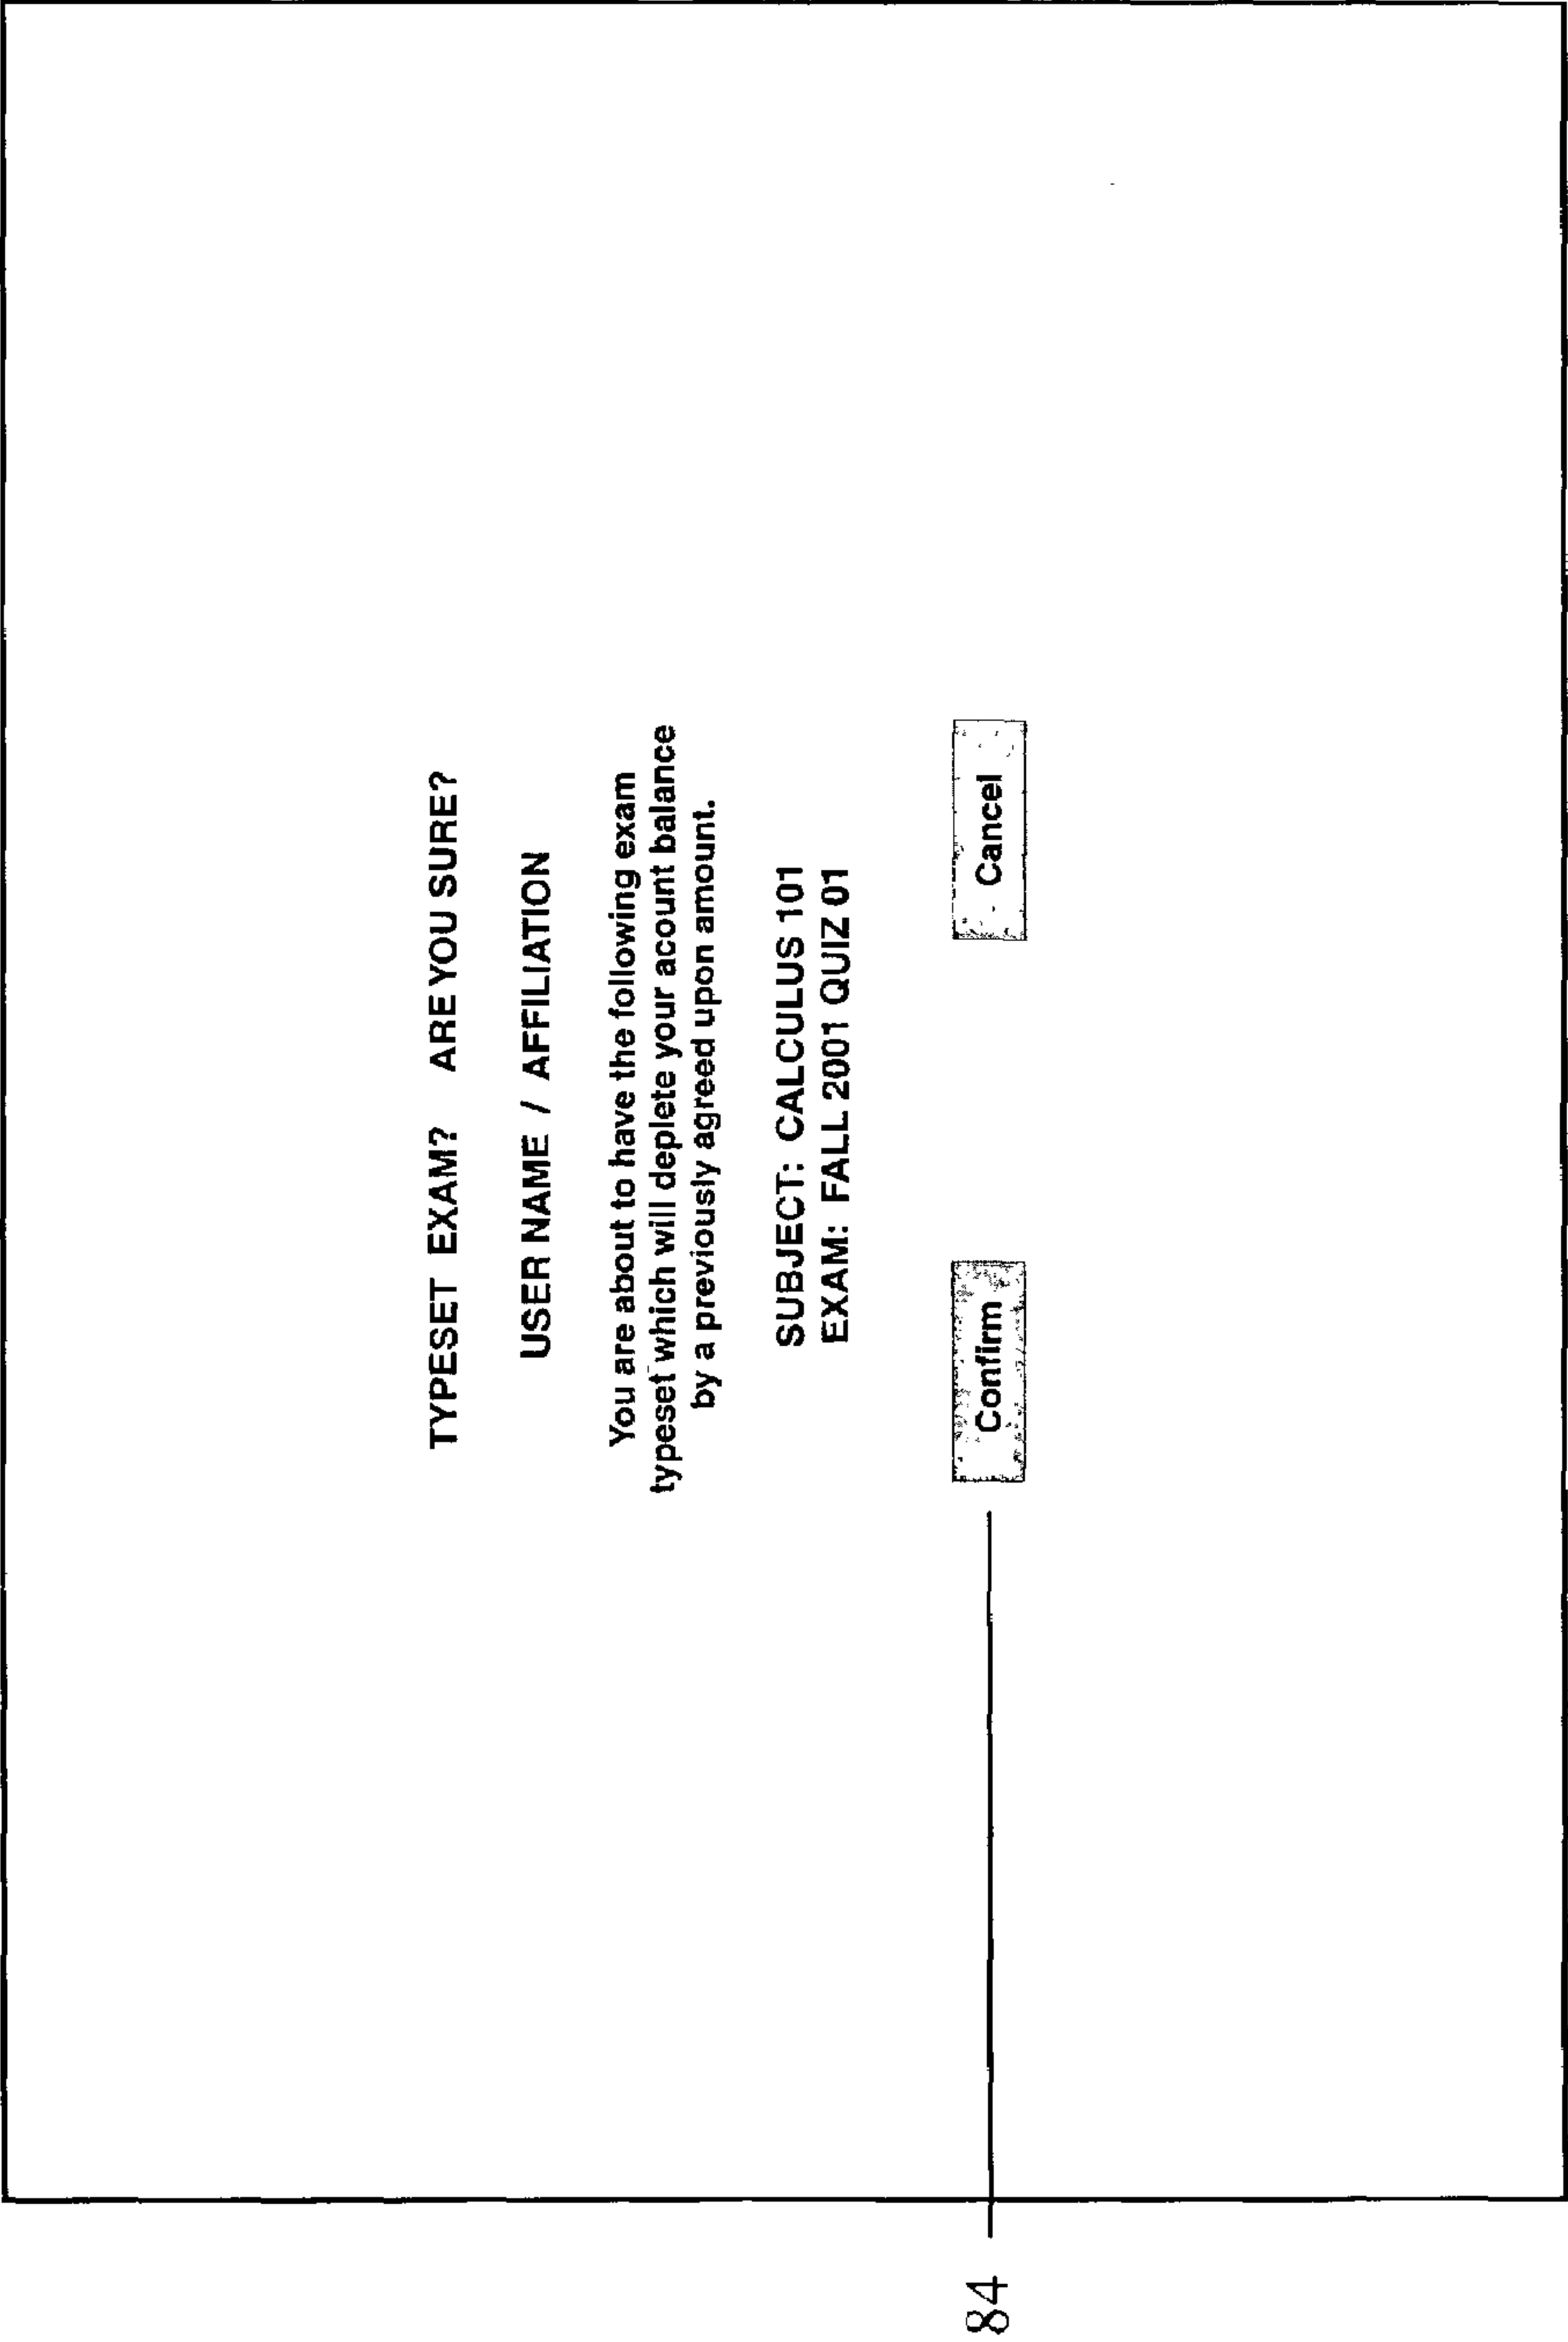 TYPESET EXAM? ARE YOU SURE?
USER NAME / AFFILIATION
You are about to have the following exam
typeset which will deplete your acount balance
by a previously agreed upon amount.
SUBJECT: CALCULUS 101
EXAM: FALL 2001 QUIZ 01
84
Confirm
Cancel